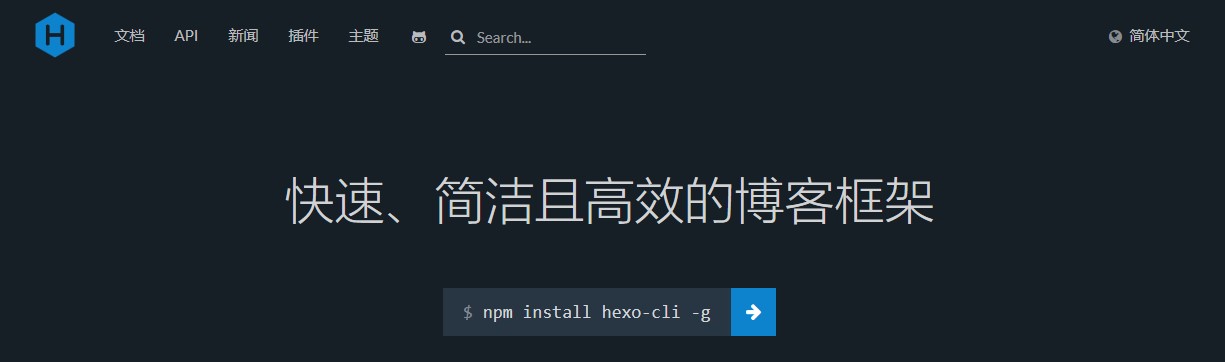 H 文档 API 新闻 插件 主题 Search... 简体中文
快速、简洁且高效的博客框架
$ npm install hexo-cli -g